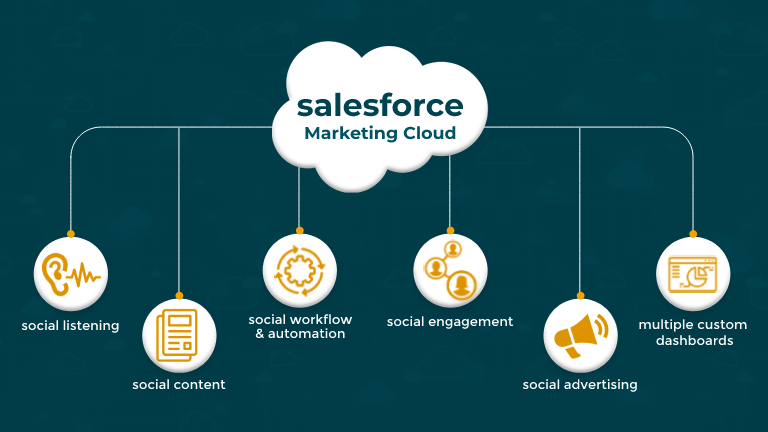 salesforce
Marketing Cloud
social listening
social content
social workflow
& automation
social engagement
social advertising
multiple custom
dashboards